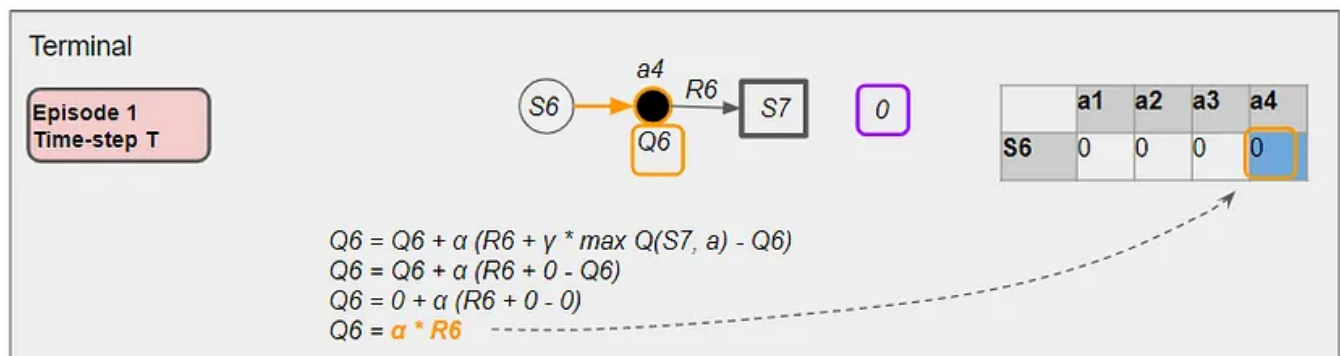 Terminal
Episode 1
Time-step T
a4
S6
R6
S7
0
Q6
a1 a2 a3 a4
S6 0 0 0 0
Q6 = Q6 + α (R6 + γ * max Q(S7, a) - Q6)
Q6 = Q6 + α (R6 + 0 - Q6)
Q6 = 0 + α (R6 + 0 - 0)
Q6 = α * R6